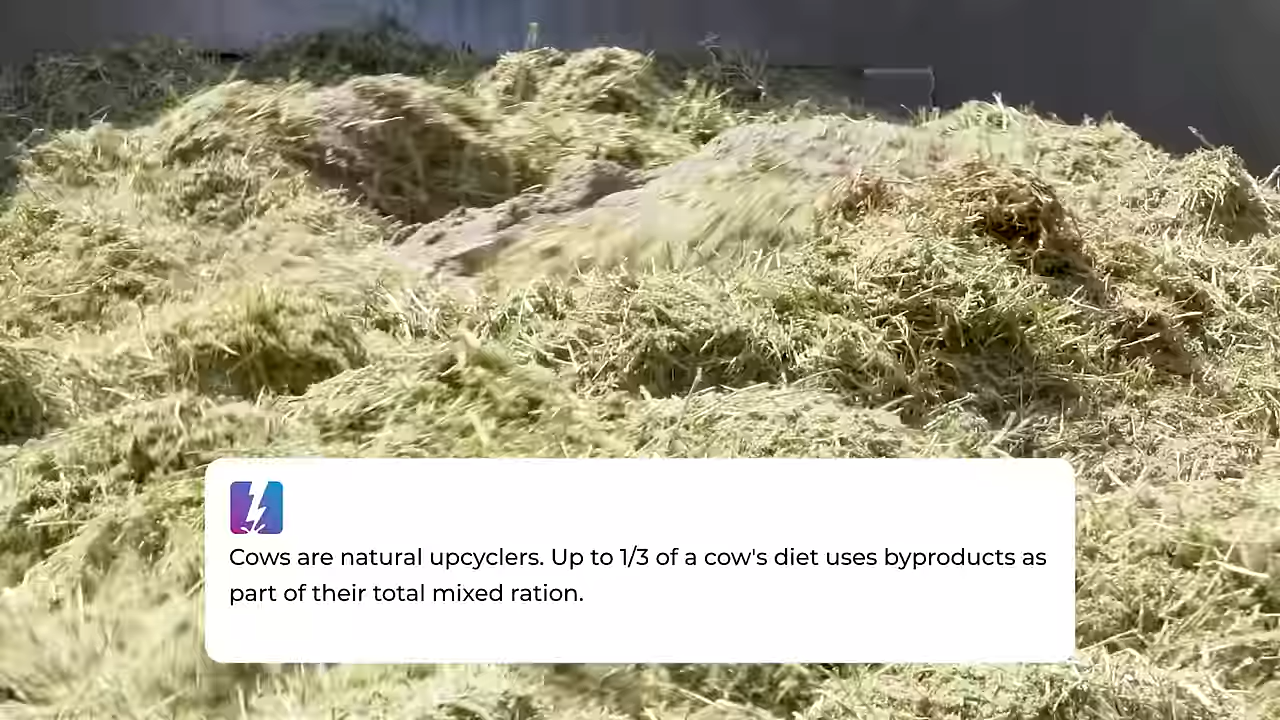 Cows are natural upcyclers. Up to 1/3 of a cow's diet uses byproducts as
part of their total mixed ration.